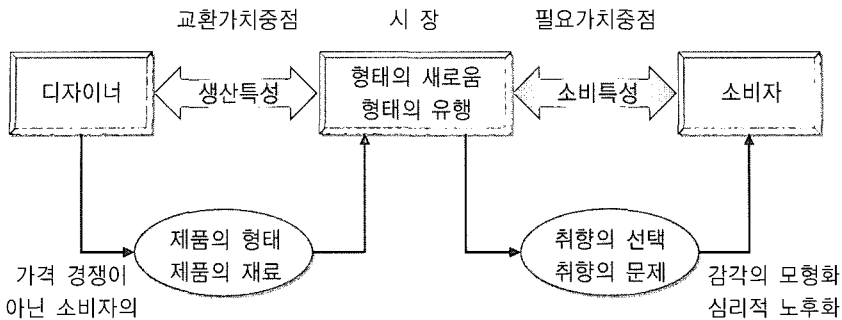 교환가치중점
시 장
필요가치중점
디자이너
생산특성
형태의 새로움
형태의 유행
소비특성
소비자
제품의 형태
제품의 재료
취향의 선택
취향의 문제
가격 경쟁이
아닌 소비자의
감각의 모형화
심리적 노후화